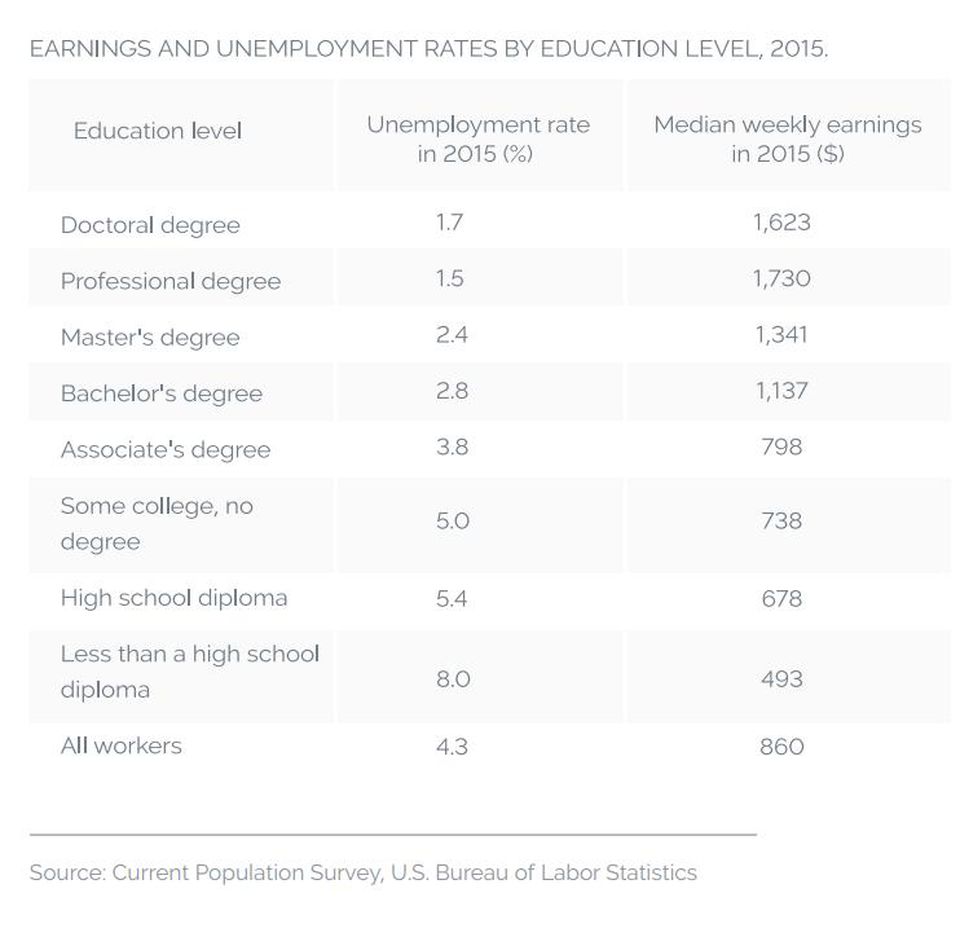 EARNINGS AND UNEMPLOYMENT RATES BY EDUCATION LEVEL, 2015.
Education level Unemployment rate in 2015 (%) Median weekly earnings in 2015 ($)
Doctoral degree 1.7 1,623
Professional degree 1.5 1,730
Master's degree 2.4 1,341
Bachelor's degree 2.8 1,137
Associate's degree 3.8 798
Some college, no degree 5.0 738
High school diploma 5.4 678
Less than a high school diploma 8.0 493
All workers 4.3 860
Source: Current Population Survey, U.S. Bureau of Labor Statistics